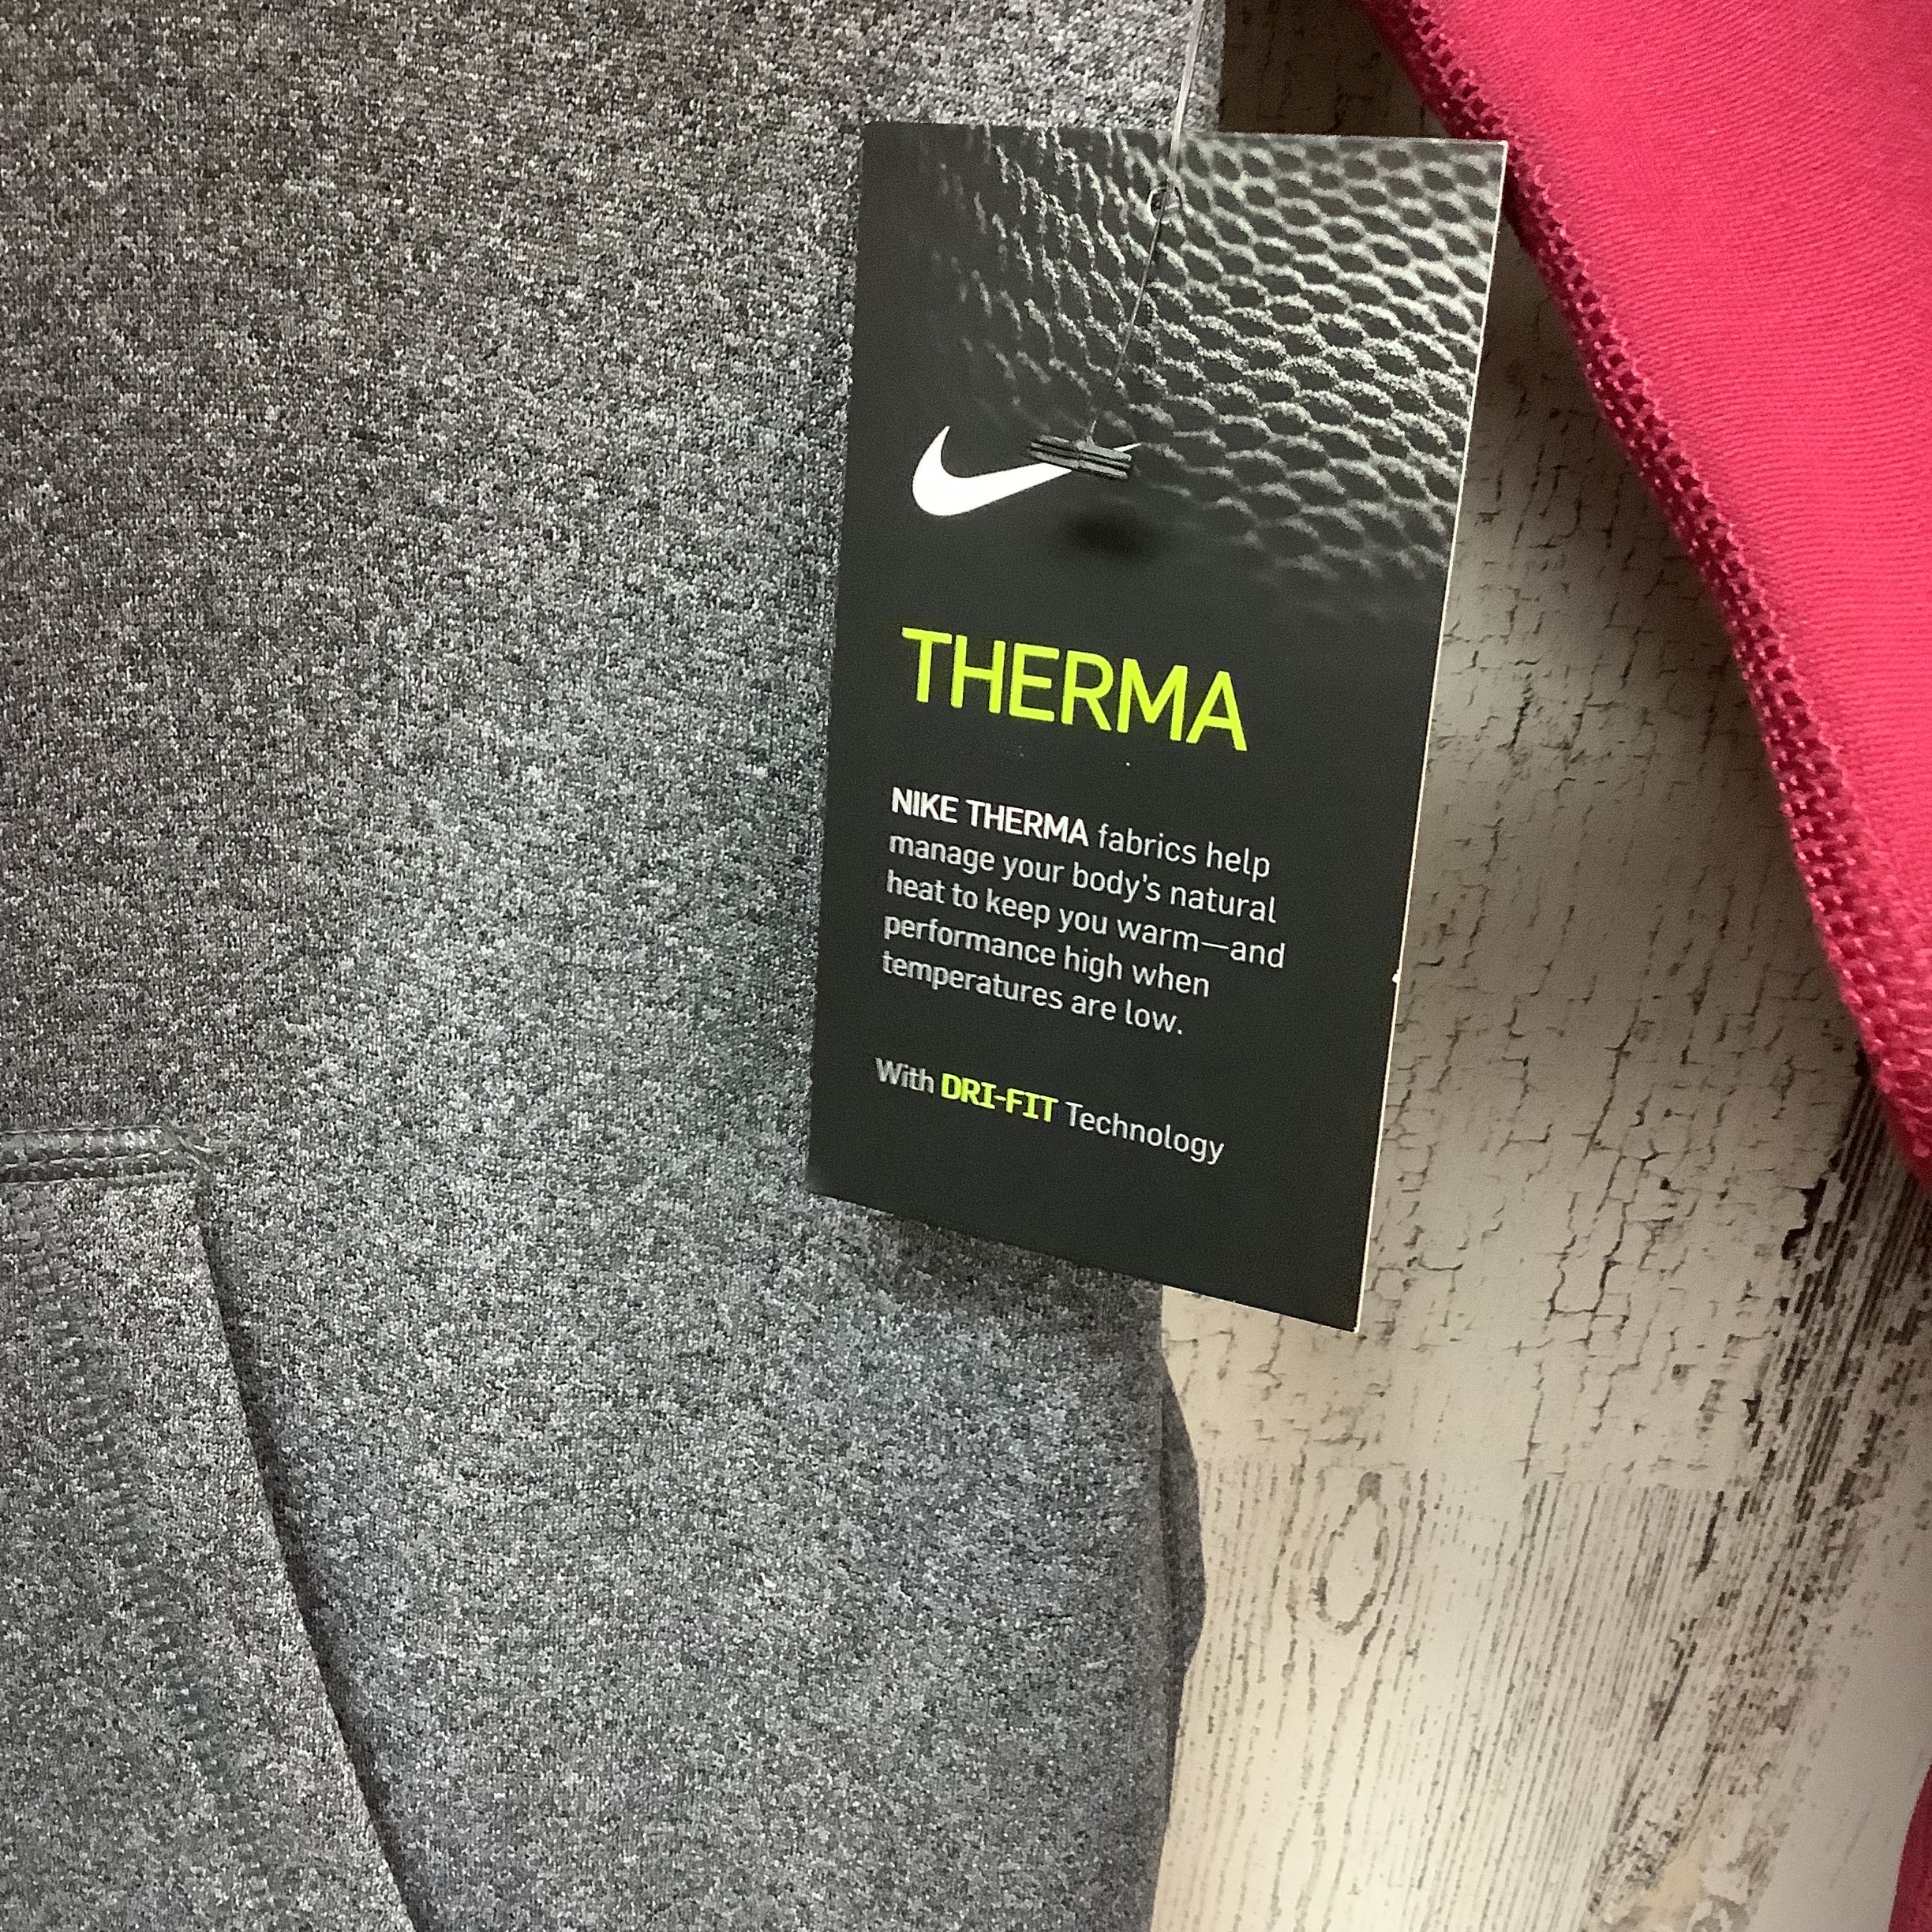 THERMA
NIKE THERMA fabrics help
manage your body's natural
heat to keep you warm—and
performance high when
temperatures are low.
With DRI-FIT Technology